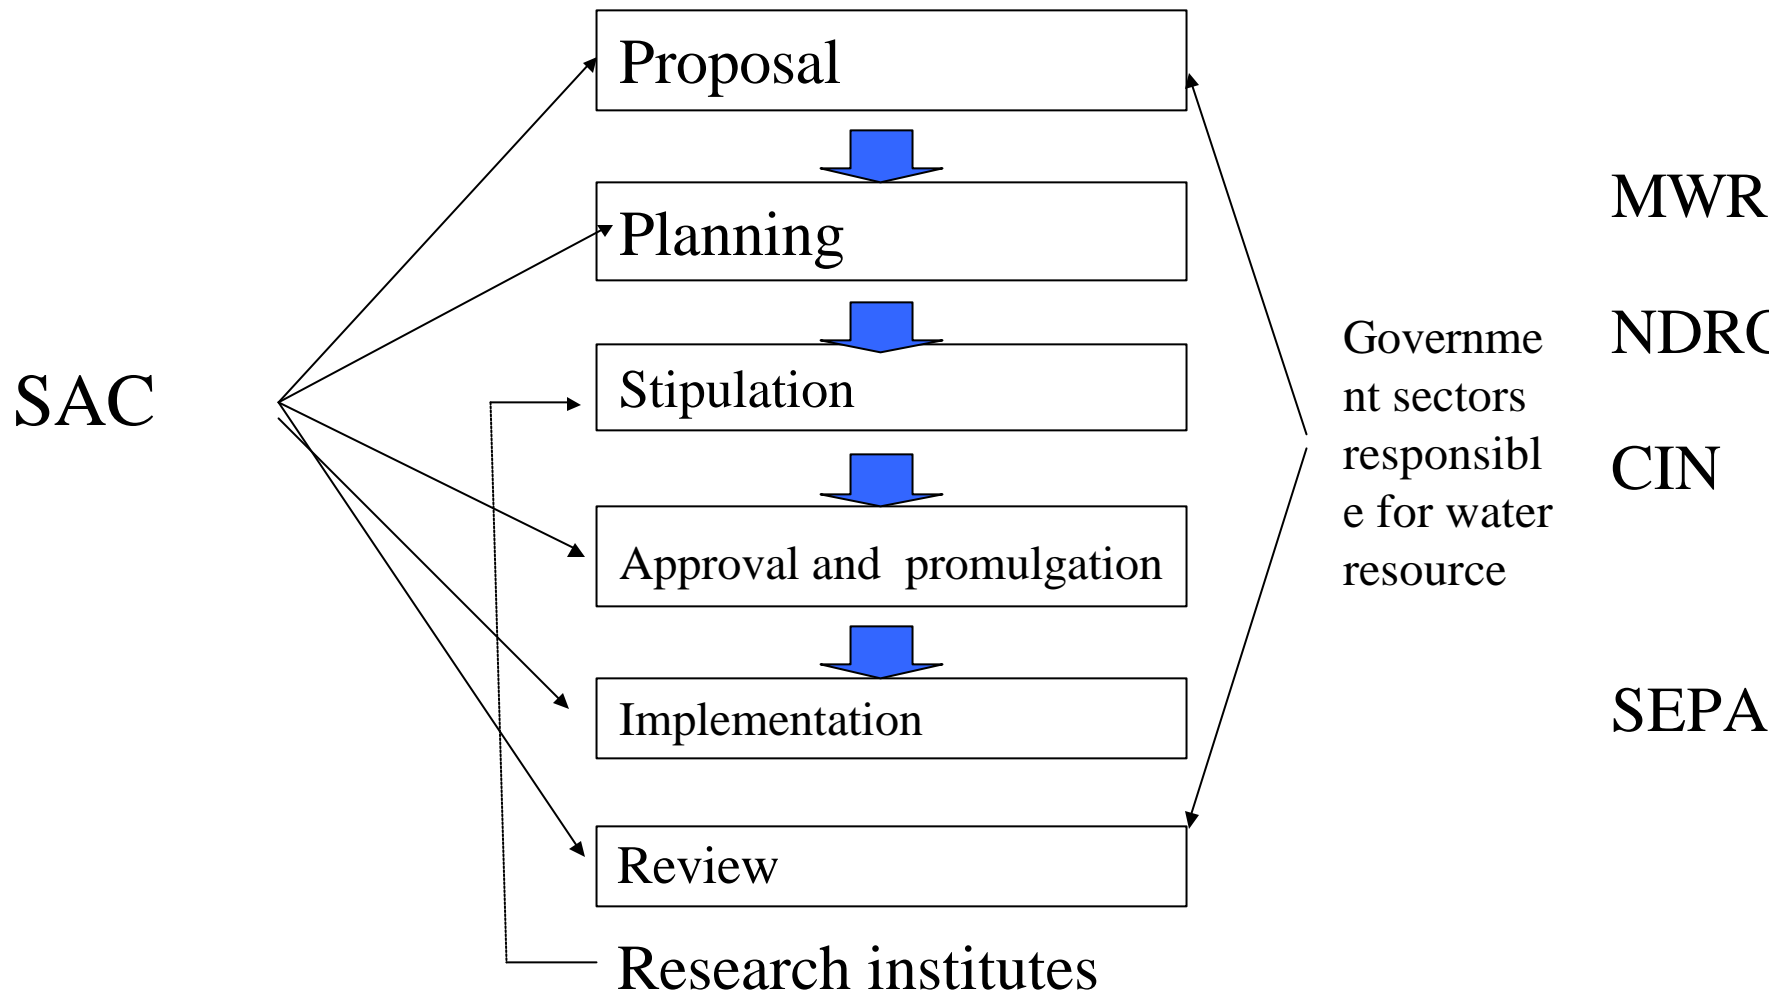 Proposal
Planning
Stipulation
Approval and promulgation
Implementation
Review
Research institutes
SAC
Governme
nt sectors
responsibl
e for water
resource
MWR
NDRC
CIN
SEPA